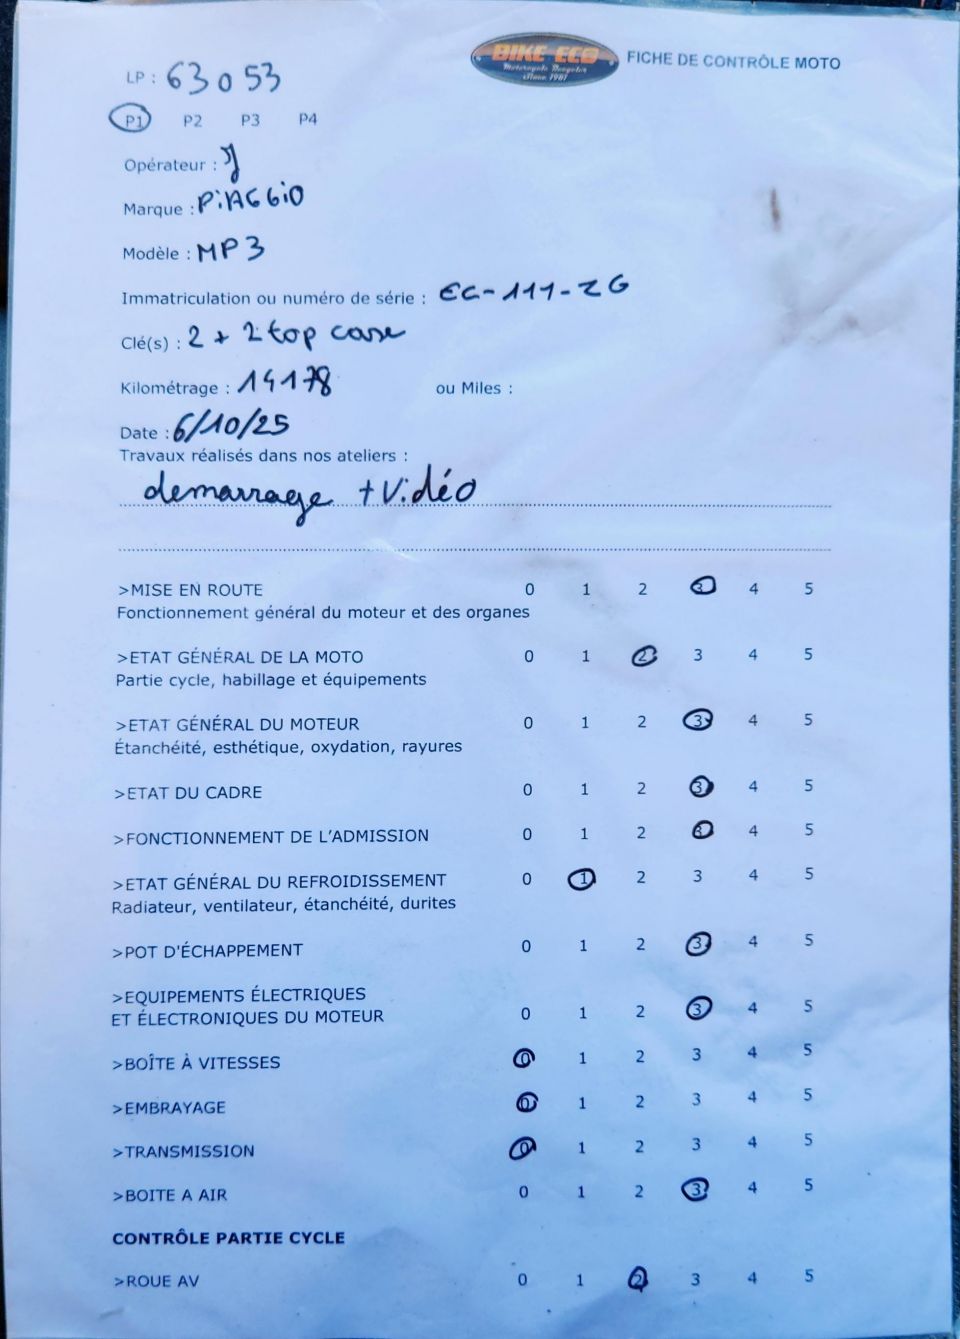 BIKE-ECO
Motorcycle Recycler
Since 1987
FICHE DE CONTRÔLE MOTO
LP : 63053
P1 P2 P3 P4
Opérateur : J
Marque : PiAGGiO
Modèle : MP3
Immatriculation ou numéro de série : EC-111-ZG
Clé(s) : 2 + 2 top case
Kilométrage : 14178 ou Miles :
Date : 6/10/25
Travaux réalisés dans nos ateliers :
demarrage + vidéo
>MISE EN ROUTE 0 1 2 3 4 5
Fonctionnement général du moteur et des organes
>ETAT GÉNÉRAL DE LA MOTO 0 1 2 3 4 5
Partie cycle, habillage et équipements
>ETAT GÉNÉRAL DU MOTEUR 0 1 2 3 4 5
Étanchéité, esthétique, oxydation, rayures
>ETAT DU CADRE 0 1 2 3 4 5
>FONCTIONNEMENT DE L'ADMISSION 0 1 2 3 4 5
>ETAT GÉNÉRAL DU REFROIDISSEMENT 0 1 2 3 4 5
Radiateur, ventilateur, étanchéité, durites
>POT D'ÉCHAPPEMENT 0 1 2 3 4 5
>EQUIPEMENTS ÉLECTRIQUES
ET ÉLECTRONIQUES DU MOTEUR 0 1 2 3 4 5
>BOÎTE À VITESSES 0 1 2 3 4 5
>EMBRAYAGE 0 1 2 3 4 5
>TRANSMISSION 0 1 2 3 4 5
>BOITE A AIR 0 1 2 3 4 5
CONTRÔLE PARTIE CYCLE
>ROUE AV 0 1 2 3 4 5